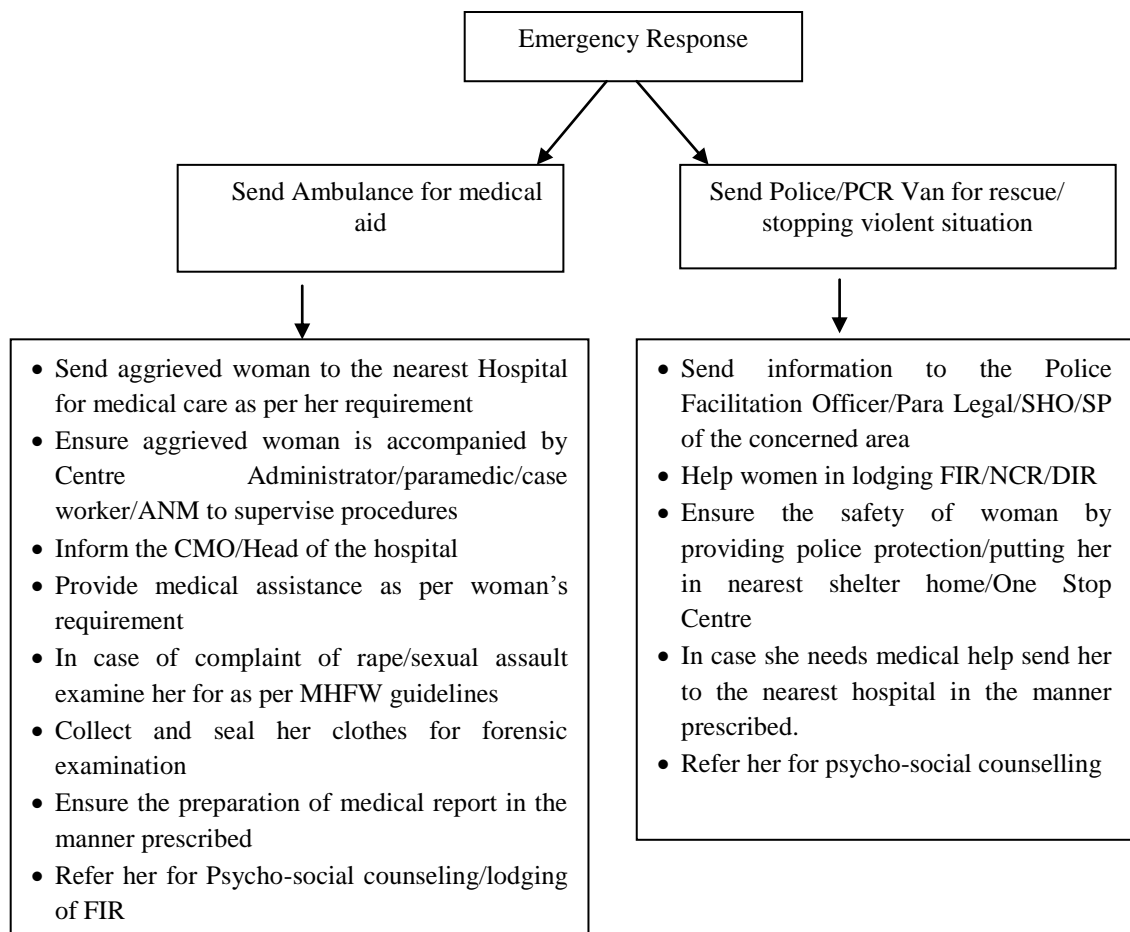 Emergency Response
Send Ambulance for medical
aid
Send Police/PCR Van for rescue/
stopping violent situation
• Send aggrieved woman to the nearest Hospital
for medical care as per her requirement
• Ensure aggrieved woman is accompanied by
Centre Administrator/paramedic/case
worker/ANM to supervise procedures
• Inform the CMO/Head of the hospital
• Provide medical assistance as per woman’s
requirement
• In case of complaint of rape/sexual assault
examine her for as per MHFW guidelines
• Collect and seal her clothes for forensic
examination
• Ensure the preparation of medical report in the
manner prescribed
• Refer her for Psycho-social counseling/lodging
of FIR
• Send information to the Police
Facilitation Officer/Para Legal/SHO/SP
of the concerned area
• Help women in lodging FIR/NCR/DIR
• Ensure the safety of woman by
providing police protection/putting her
in nearest shelter home/One Stop
Centre
• In case she needs medical help send her
to the nearest hospital in the manner
prescribed.
• Refer her for psycho-social counselling